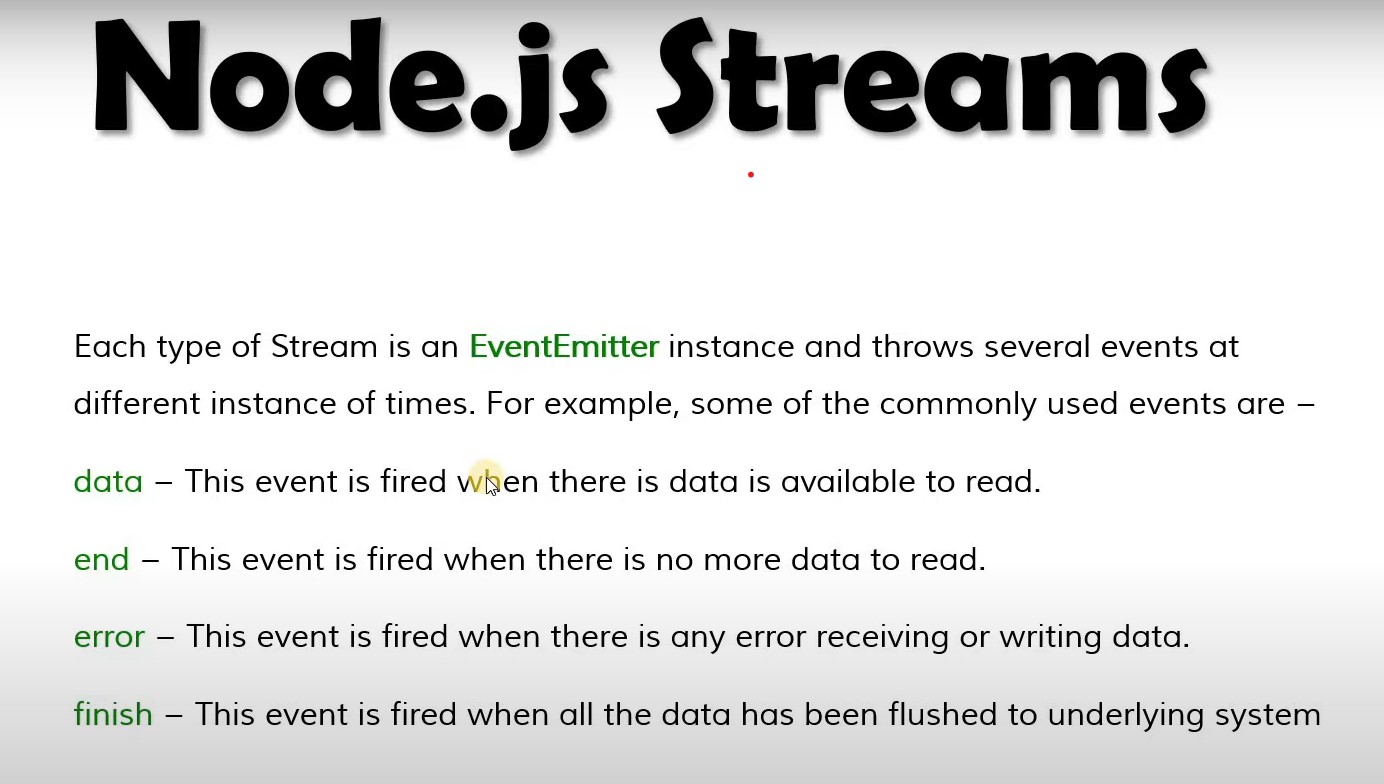 Node.js Streams
Each type of Stream is an EventEmitter instance and throws several events at
different instance of times. For example, some of the commonly used events are –
data – This event is fired when there is data is available to read.
end – This event is fired when there is no more data to read.
error – This event is fired when there is any error receiving or writing data.
finish – This event is fired when all the data has been flushed to underlying system